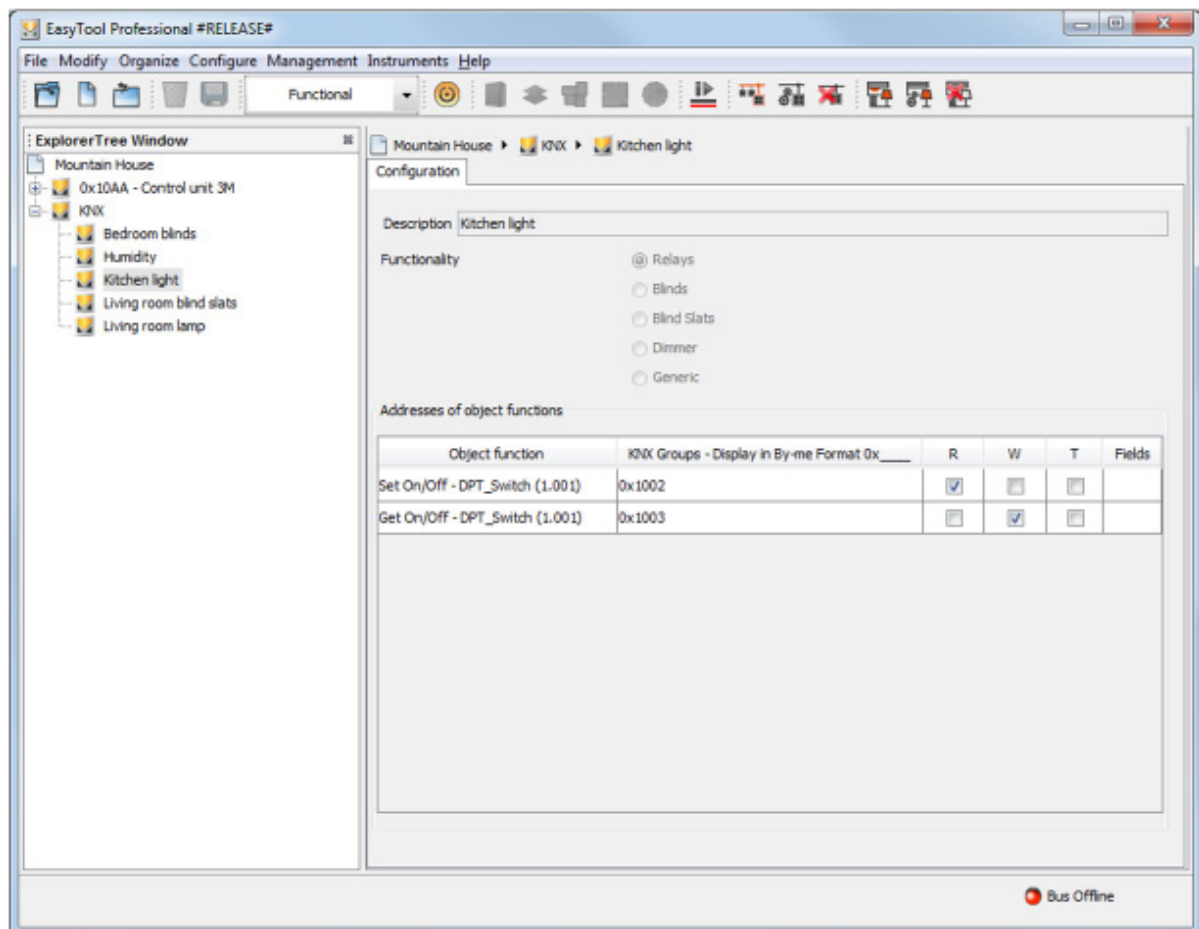 EasyTool Professional #RELEASE#
File Modify Organize Configure Management Instruments Help
Functional
ExplorerTree Window
Mountain House
0x10AA - Control unit 3M
KNX
Bedroom blinds
Humidity
Kitchen light
Living room blind slats
Living room lamp
Mountain House KNX Kitchen light
Configuration
Description Kitchen light
Functionality Relays
Blinds
Blind Slats
Dimmer
Generic
Addresses of object functions
Object function KNX Groups - Display in By-me Format 0x____ R W T Fields
Set On/Off - DPT_Switch (1.001) 0x1002
Get On/Off - DPT_Switch (1.001) 0x1003
Bus Offline